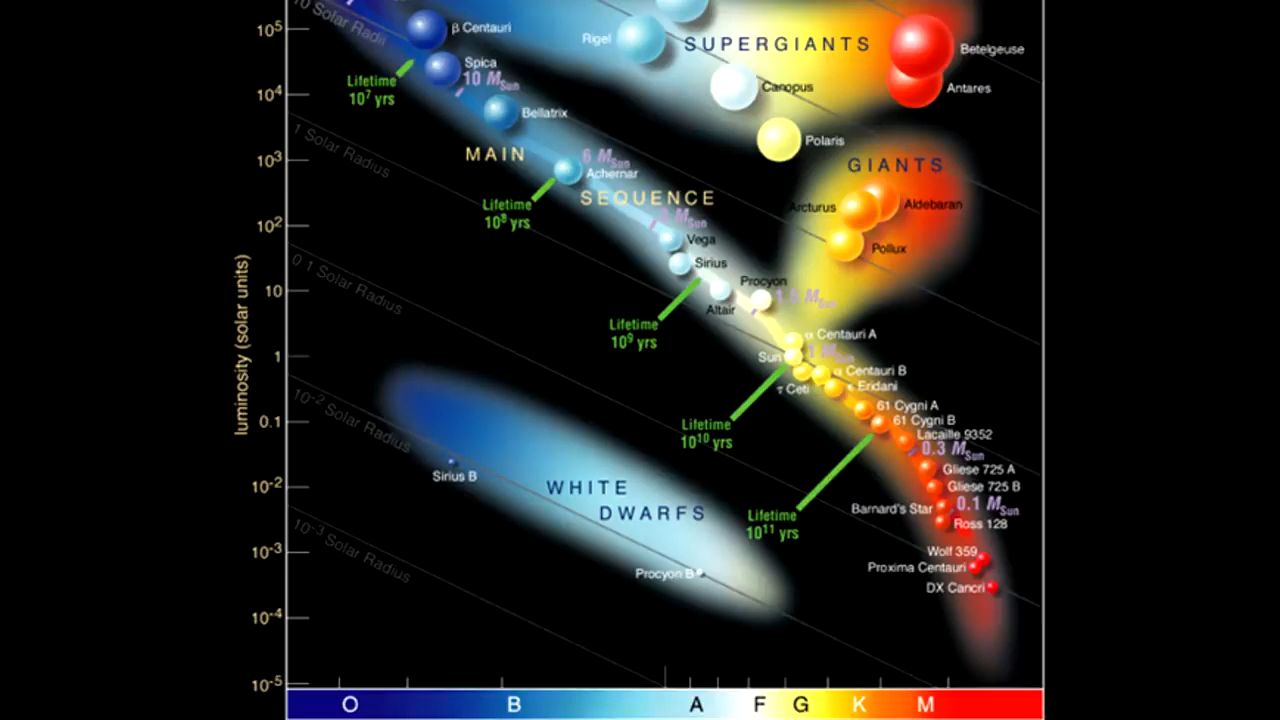 10 Solar Radii
10⁵
β Centauri
Rigel
SUPERGIANTS
Betelgeuse
Spica
Lifetime
10⁷ yrs
10 M_Sun
10⁴
Canopus
Antares
Bellatrix
1 Solar Radius
Polaris
MAIN
10³
6 M_Sun
GIANTS
Achernar
SEQUENCE
Lifetime
10⁸ yrs
Arcturus
Aldebaran
10²
M_Sun
Vega
Pollux
0.1 Solar Radius
Sirius
Procyon
10
M_Sun
Altair
Lifetime
10⁹ yrs
α Centauri A
1
Sun
1 M_Sun
α Centauri B
τ Ceti
ε Eridani
luminosity (solar units)
10⁻² Solar Radius
61 Cygni A
0.1
61 Cygni B
Lifetime
10¹⁰ yrs
Lacaille 9352
0.3 M_Sun
Gliese 725 A
Sirius B
10⁻²
WHITE
DWARFS
Gliese 725 B
0.1 M_Sun
Barnard's Star
Lifetime
10¹¹ yrs
Ross 128
10⁻³ Solar Radius
10⁻³
Wolf 359
Procyon B
Proxima Centauri
DX Cancri
10⁻⁴
10⁻⁵
O B A F G K M